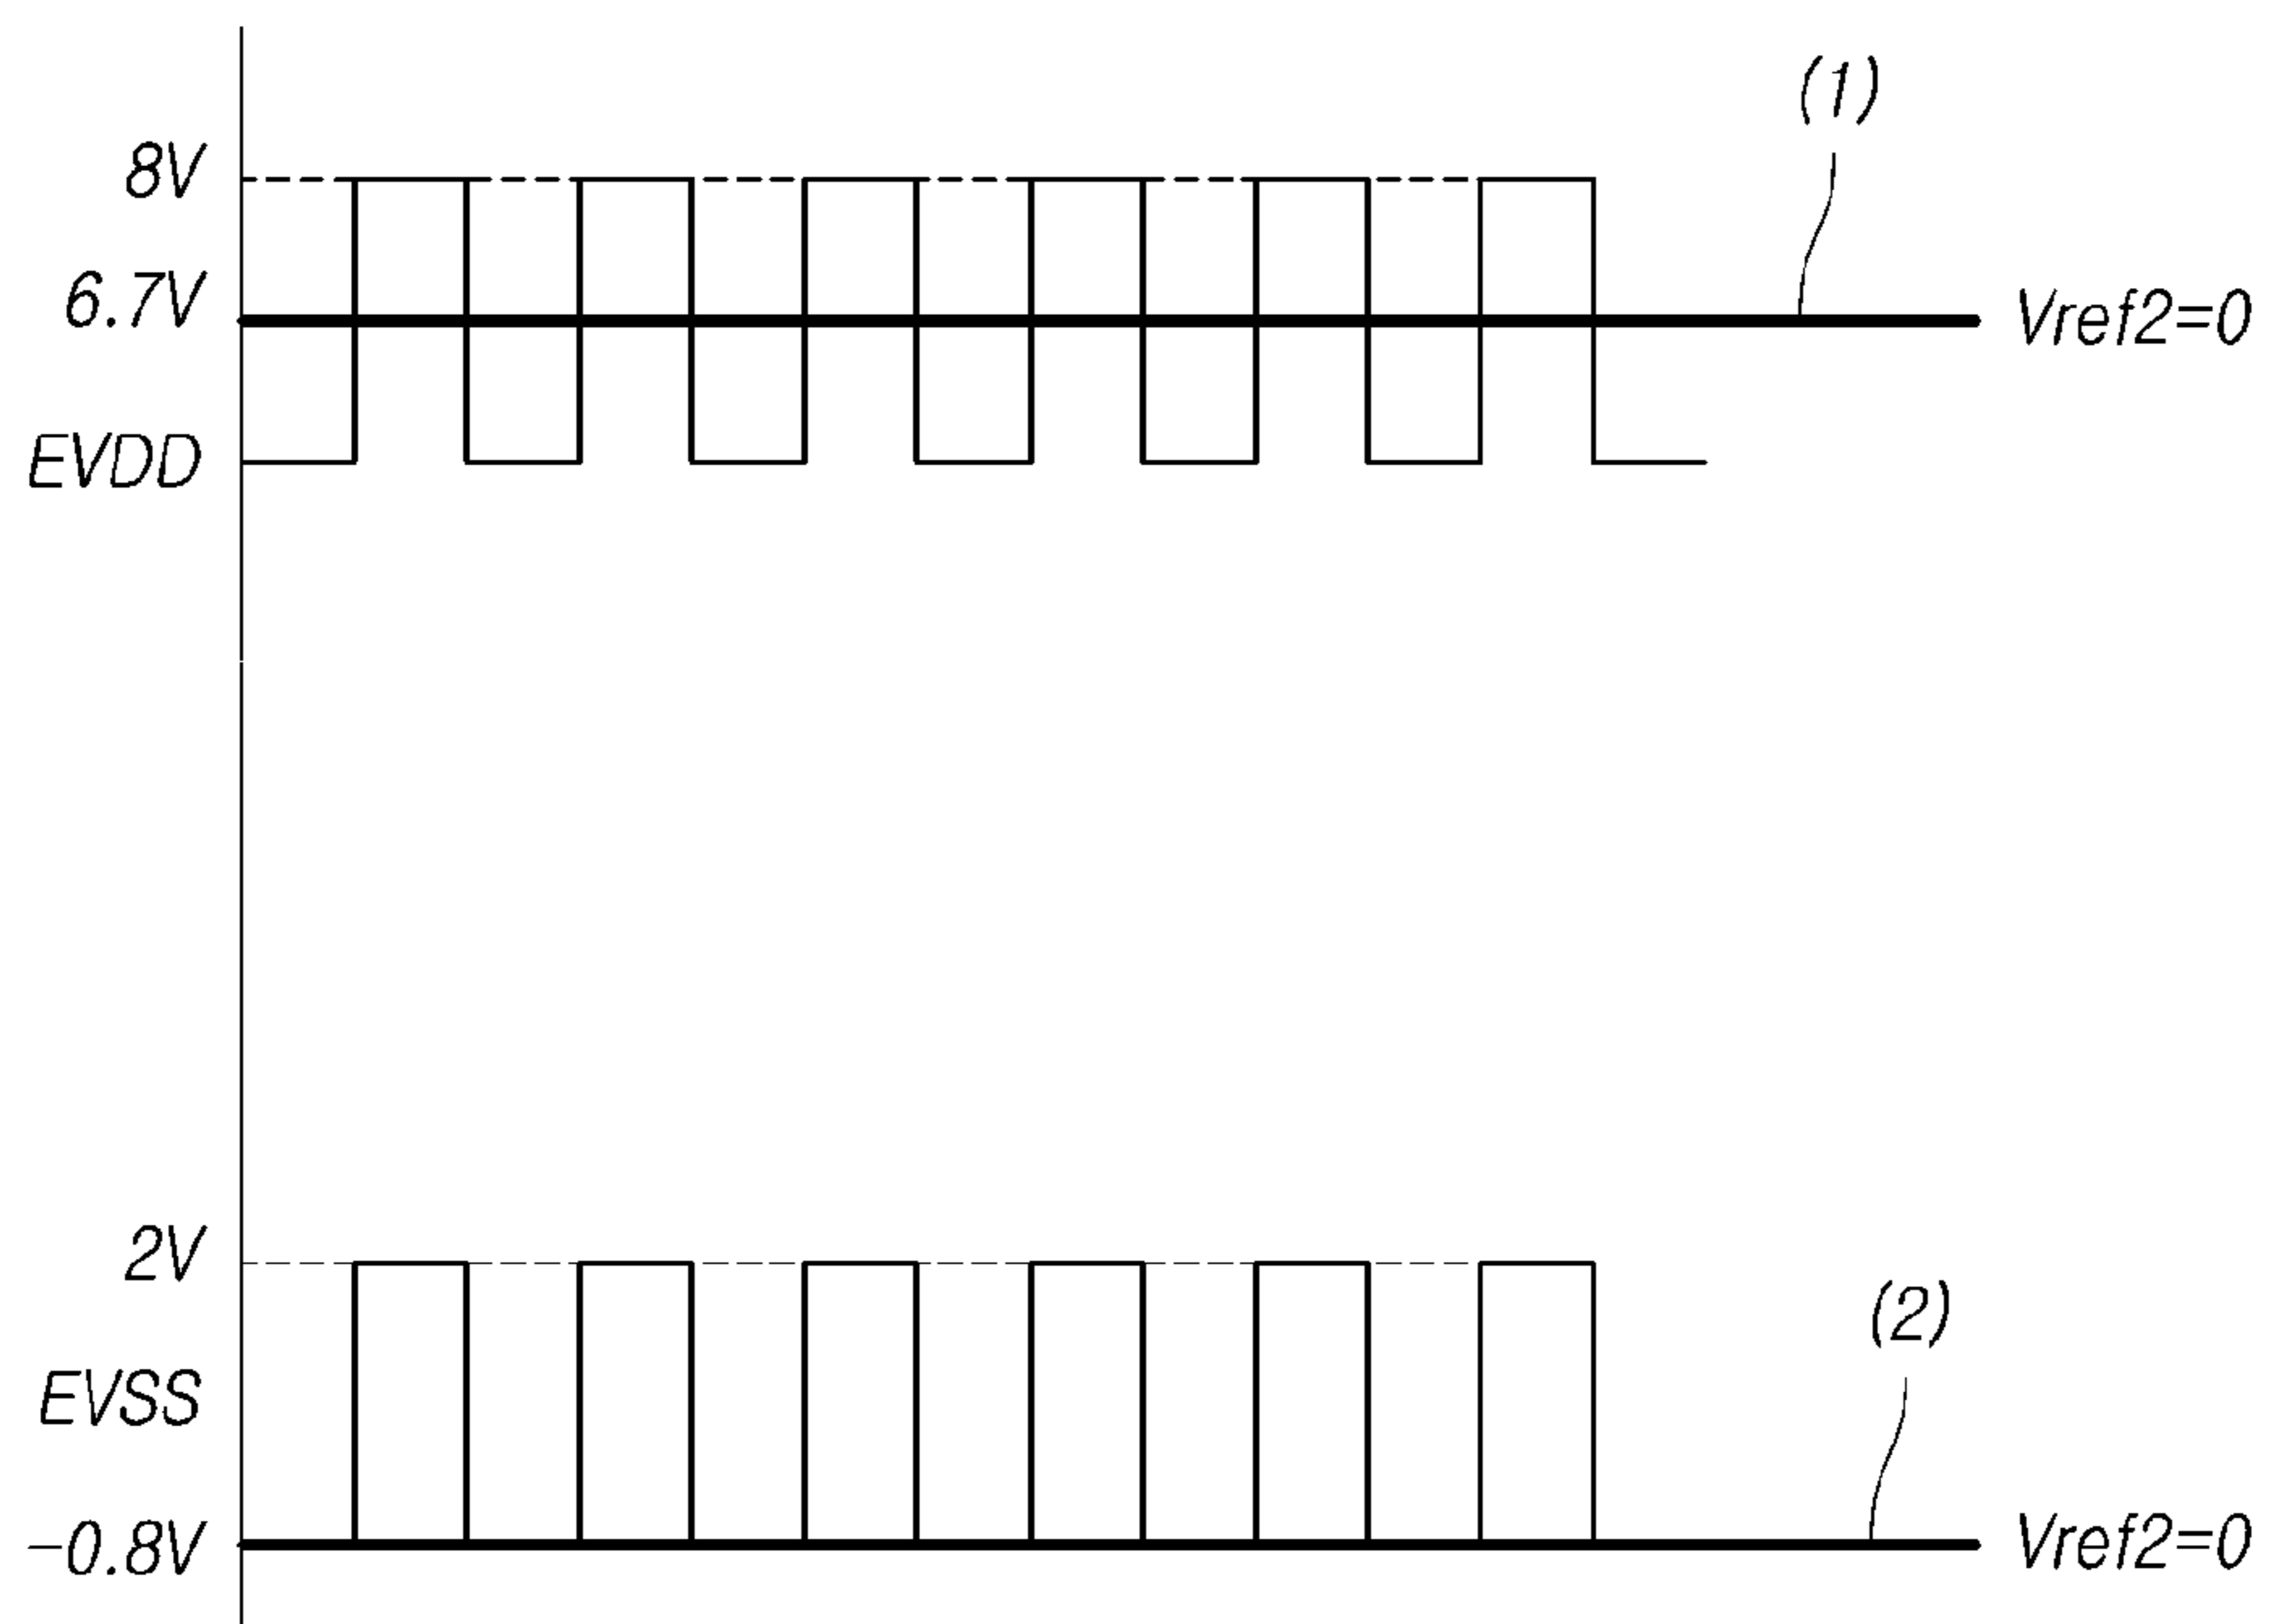 (1)
8V
6.7V
Vref2=0
EVDD
2V
(2)
EVSS
-0.8V
Vref2=0